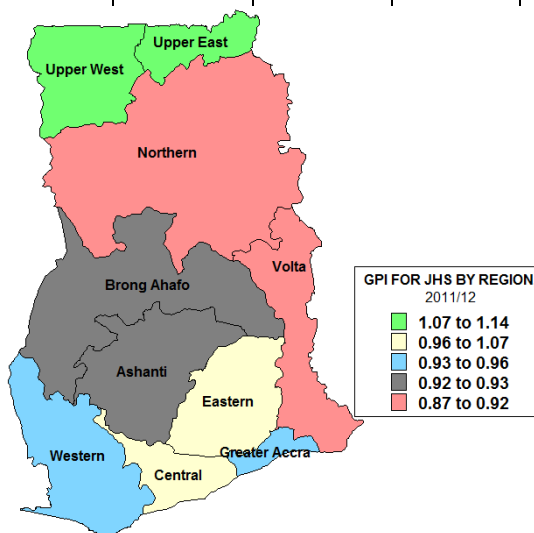 Upper East
Upper West
Northern
Volta
Brong Ahafo
Ashanti
Eastern
Western
Greater Accra
Central
GPI FOR JHS BY REGION
2011/12
1.07 to 1.14
0.96 to 1.07
0.93 to 0.96
0.92 to 0.93
0.87 to 0.92